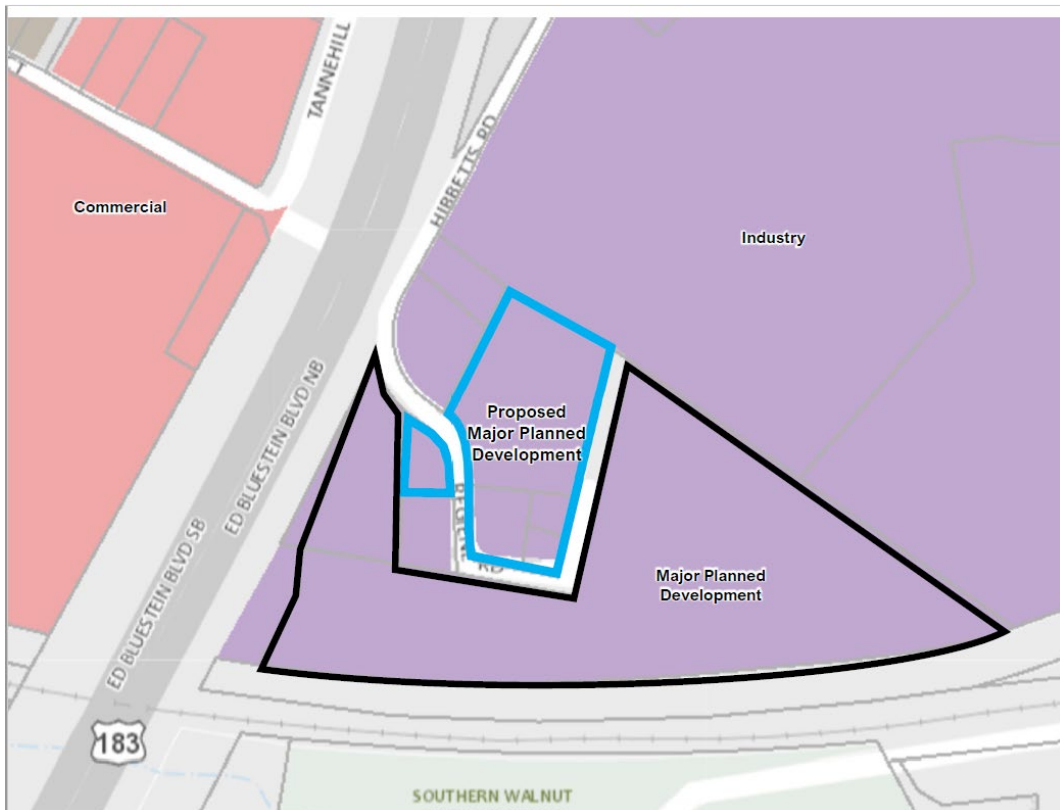 TANNEHILL
HIBBETTS RD
Commercial
Industry
Proposed
Major Planned
Development
ED BLUESTEIN BLVD NB
ED BLUESTEIN BLVD SB
RD
Major Planned
Development
183
SOUTHERN WALNUT